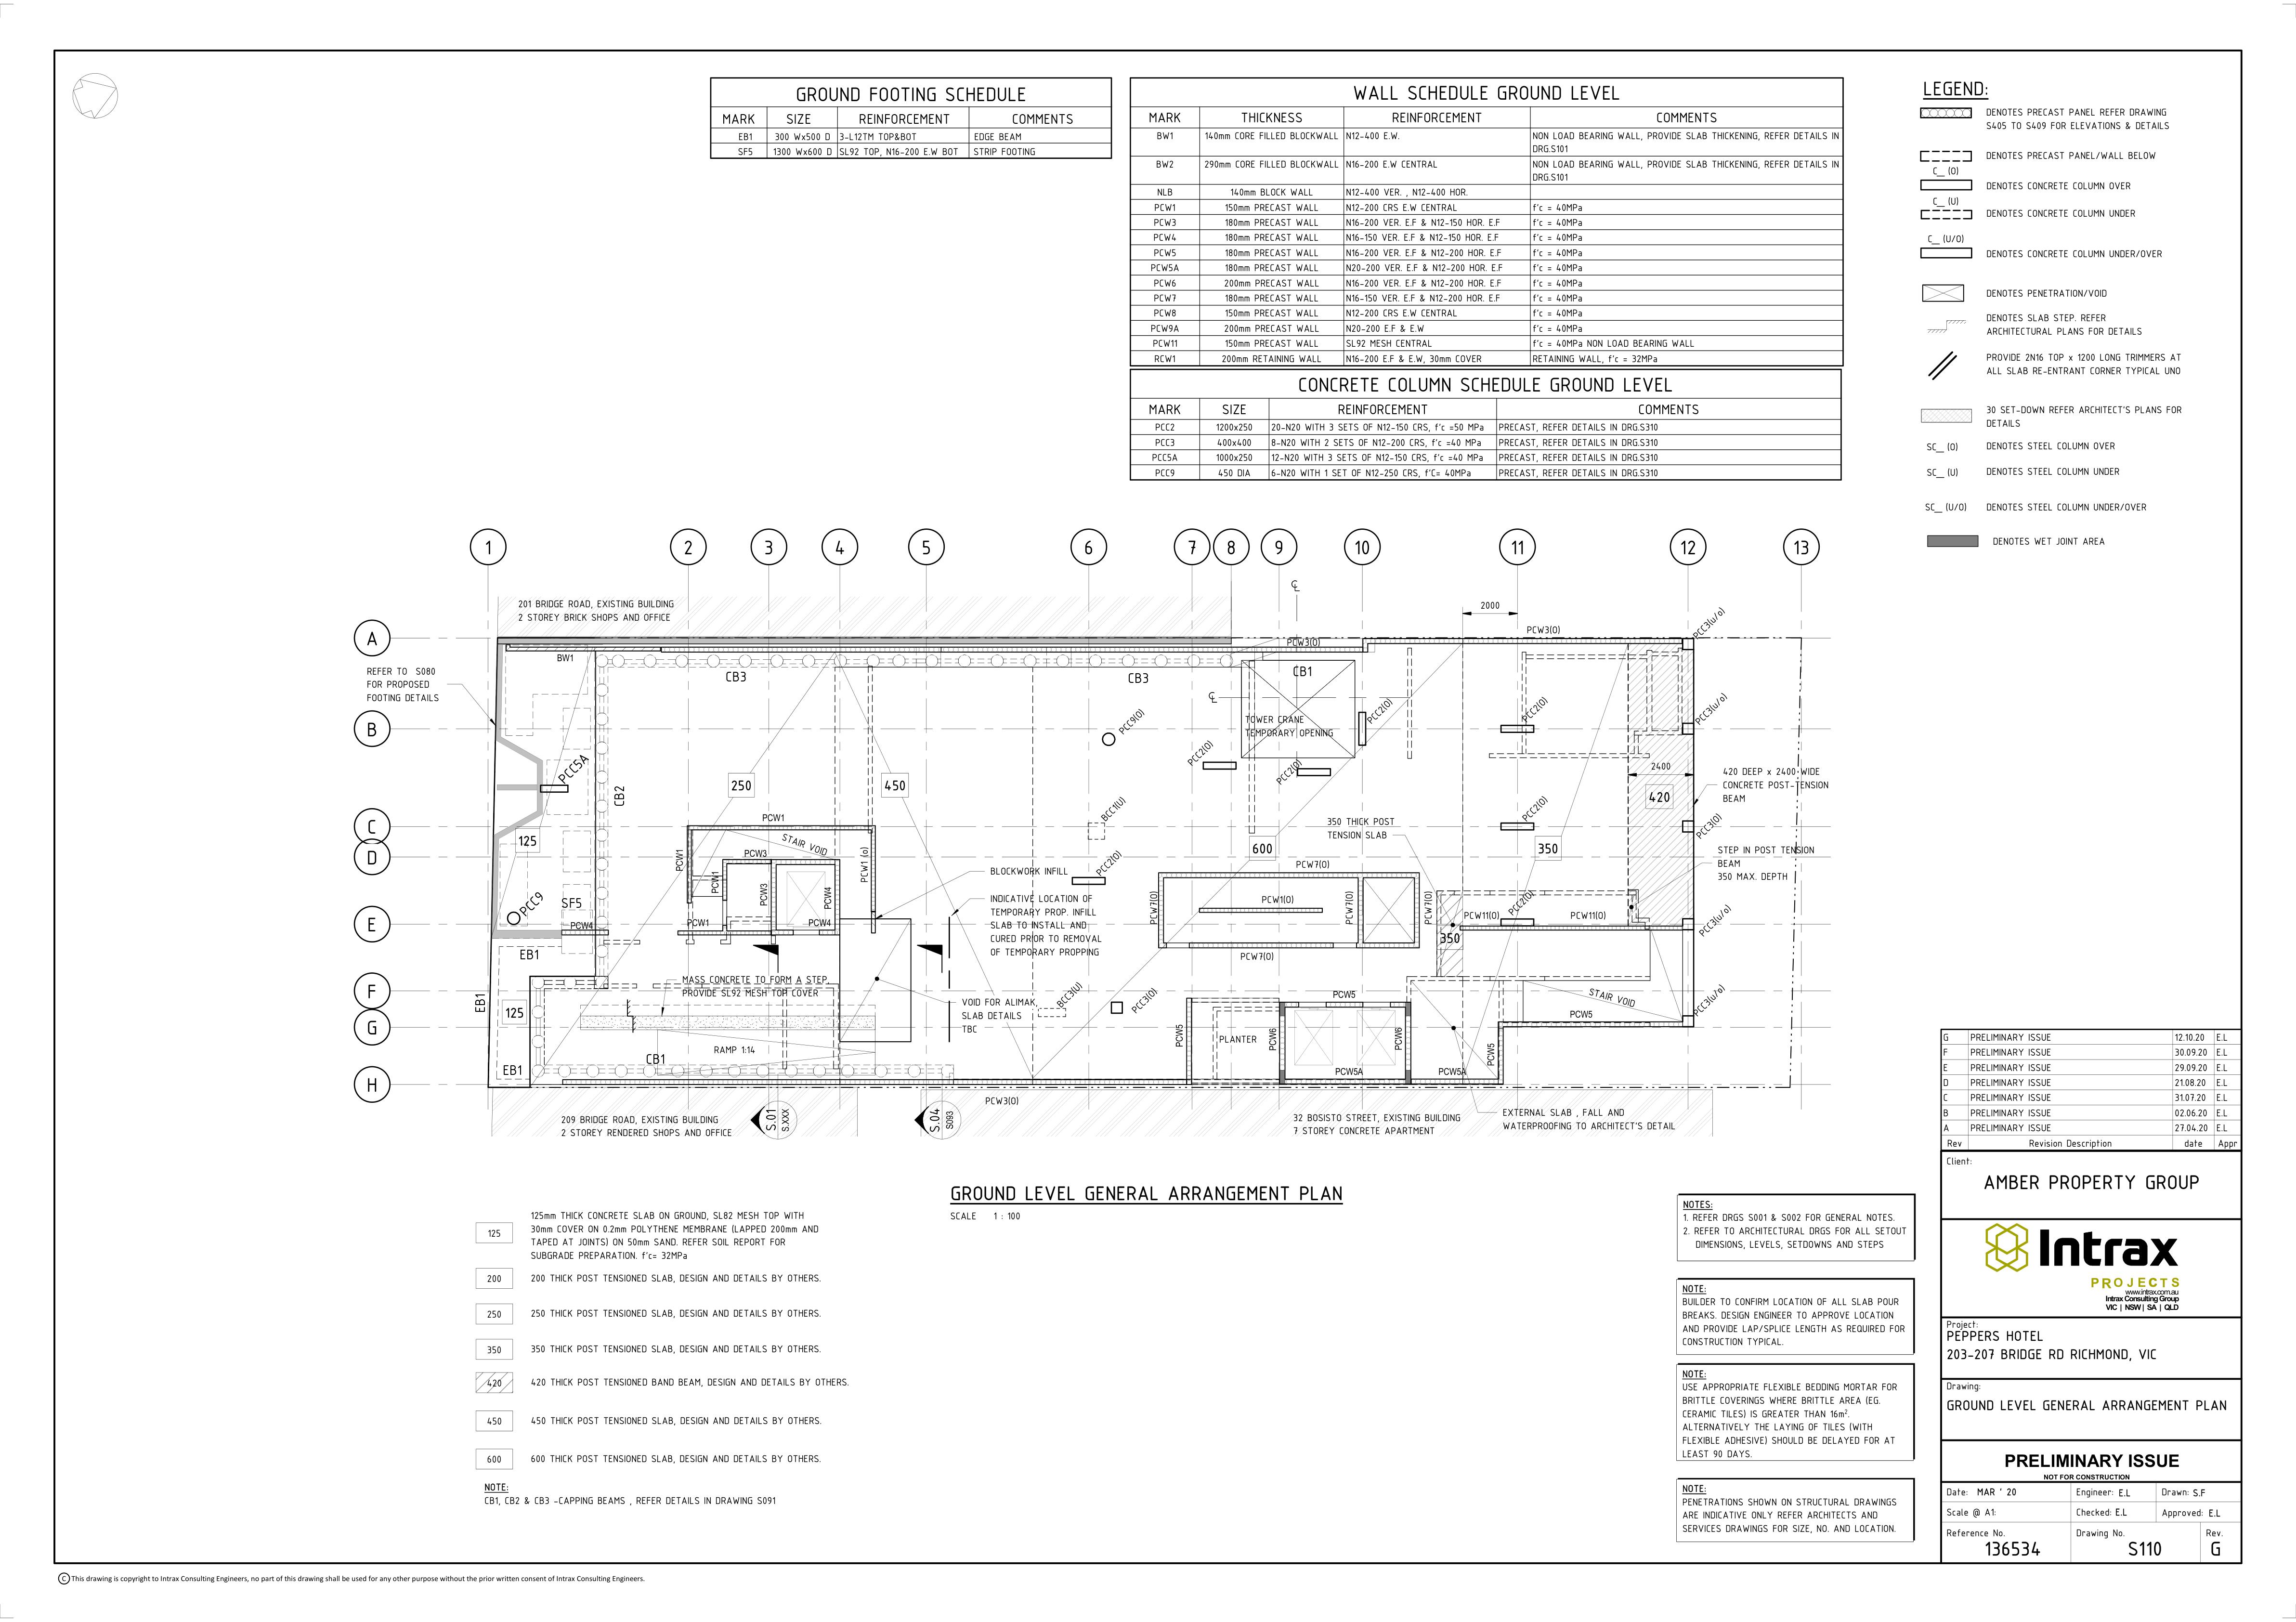 GROUND FOOTING SCHEDULE
MARK SIZE REINFORCEMENT COMMENTS
EB1 300 Wx500 D 3-L12TM TOP&BOT EDGE BEAM
SF5 1300 Wx600 D SL92 TOP, N16-200 E.W BOT STRIP FOOTING
WALL SCHEDULE GROUND LEVEL
MARK THICKNESS REINFORCEMENT COMMENTS
BW1 140mm CORE FILLED BLOCKWALL N12-400 E.W. NON LOAD BEARING WALL, PROVIDE SLAB THICKENING, REFER DETAILS IN
DRG.S101
BW2 290mm CORE FILLED BLOCKWALL N16-200 E.W CENTRAL NON LOAD BEARING WALL, PROVIDE SLAB THICKENING, REFER DETAILS IN
DRG.S101
NLB 140mm BLOCK WALL N12-400 VER. , N12-400 HOR.
PCW1 150mm PRECAST WALL N12-200 CRS E.W CENTRAL f'c = 40MPa
PCW3 180mm PRECAST WALL N16-200 VER. E.F & N12-150 HOR. E.F f'c = 40MPa
PCW4 180mm PRECAST WALL N16-150 VER. E.F & N12-150 HOR. E.F f'c = 40MPa
PCW5 180mm PRECAST WALL N16-200 VER. E.F & N12-200 HOR. E.F f'c = 40MPa
PCW5A 180mm PRECAST WALL N20-200 VER. E.F & N12-200 HOR. E.F f'c = 40MPa
PCW6 200mm PRECAST WALL N16-200 VER. E.F & N12-200 HOR. E.F f'c = 40MPa
PCW7 180mm PRECAST WALL N16-150 VER. E.F & N12-200 HOR. E.F f'c = 40MPa
PCW8 150mm PRECAST WALL N12-200 CRS E.W CENTRAL f'c = 40MPa
PCW9A 200mm PRECAST WALL N20-200 E.F & E.W f'c = 40MPa
PCW11 150mm PRECAST WALL SL92 MESH CENTRAL f'c = 40MPa NON LOAD BEARING WALL
RCW1 200mm RETAINING WALL N16-200 E.F & E.W, 30mm COVER RETAINING WALL, f'c = 32MPa
CONCRETE COLUMN SCHEDULE GROUND LEVEL
MARK SIZE REINFORCEMENT COMMENTS
PCC2 1200x250 20-N20 WITH 3 SETS OF N12-150 CRS, f'c =50 MPa PRECAST, REFER DETAILS IN DRG.S310
PCC3 400x400 8-N20 WITH 2 SETS OF N12-200 CRS, f'c =40 MPa PRECAST, REFER DETAILS IN DRG.S310
PCC5A 1000x250 12-N20 WITH 3 SETS OF N12-150 CRS, f'c =40 MPa PRECAST, REFER DETAILS IN DRG.S310
PCC9 450 DIA 6-N20 WITH 1 SET OF N12-250 CRS, f'C= 40MPa PRECAST, REFER DETAILS IN DRG.S310
LEGEND:
DENOTES PRECAST PANEL REFER DRAWING
S405 TO S409 FOR ELEVATIONS & DETAILS
DENOTES PRECAST PANEL/WALL BELOW
C__ (O)
DENOTES CONCRETE COLUMN OVER
C__ (U)
DENOTES CONCRETE COLUMN UNDER
C__ (U/O)
DENOTES CONCRETE COLUMN UNDER/OVER
DENOTES PENETRATION/VOID
DENOTES SLAB STEP. REFER
ARCHITECTURAL PLANS FOR DETAILS
PROVIDE 2N16 TOP x 1200 LONG TRIMMERS AT
ALL SLAB RE-ENTRANT CORNER TYPICAL UNO
30 SET-DOWN REFER ARCHITECT'S PLANS FOR
DETAILS
SC__ (O) DENOTES STEEL COLUMN OVER
SC__ (U) DENOTES STEEL COLUMN UNDER
SC__ (U/O) DENOTES STEEL COLUMN UNDER/OVER
DENOTES WET JOINT AREA
1 2 3 4 5 6 7 8 9 10 11 12 13
A
B
C
D
E
F
G
H
201 BRIDGE ROAD, EXISTING BUILDING
2 STOREY BRICK SHOPS AND OFFICE
REFER TO S080
FOR PROPOSED
FOOTING DETAILS
2000
PCW3(O)
PCW3(O)
PCC3(u/o)
BW1
CB3
CB3
CB1
CB2
TOWER CRANE
TEMPORARY OPENING
PCC9(O)
PCC2(O)
PCC2(O)
PCC2(O)
PCC2(O)
PCC3(u/o)
PCC5A
250
450
2400
420
420 DEEP x 2400 WIDE
CONCRETE POST-TENSION
BEAM
BCC1(U)
PCC2(O)
PCC3(O)
125
PCW1
STAIR VOID
PCW3
PCW1
PCW1
PCW3
PCW4
PCW1 (o)
PCW1
PCW4
350 THICK POST
TENSION SLAB
600
350
STEP IN POST TENSION
BEAM
350 MAX. DEPTH
BLOCKWORK INFILL
PCC2(O)
INDICATIVE LOCATION OF
TEMPORARY PROP. INFILL
SLAB TO INSTALL AND
CURED PRIOR TO REMOVAL
OF TEMPORARY PROPPING
PCW7(O)
PCW7(O)
PCW1(O)
PCW7(O)
PCW7(O)
PCW7(O)
PCW11(O)
PCC2(O)
PCW11(O)
350
PCC3(u/o)
PCC9
SF5
PCW4
EB1
EB1
125
EB1
MASS CONCRETE TO FORM A STEP,
PROVIDE SL92 MESH TOP COVER
RAMP 1:14
CB1
VOID FOR ALIMAK,
SLAB DETAILS
TBC
BCC3(U)
PCC3(O)
PCW5
PLANTER
PCW6
PCW5
PCW6
PCW5A
PCW5A
PCW5
PCW5
STAIR VOID
PCC3(u/o)
PCW3(O)
209 BRIDGE ROAD, EXISTING BUILDING
2 STOREY RENDERED SHOPS AND OFFICE
S.01
S.XXX
S.04
S093
32 BOSISTO STREET, EXISTING BUILDING
7 STOREY CONCRETE APARTMENT
EXTERNAL SLAB , FALL AND
WATERPROOFING TO ARCHITECT'S DETAIL
GROUND LEVEL GENERAL ARRANGEMENT PLAN
SCALE 1 : 100
125 125mm THICK CONCRETE SLAB ON GROUND, SL82 MESH TOP WITH
30mm COVER ON 0.2mm POLYTHENE MEMBRANE (LAPPED 200mm AND
TAPED AT JOINTS) ON 50mm SAND. REFER SOIL REPORT FOR
SUBGRADE PREPARATION. f'c= 32MPa
200 200 THICK POST TENSIONED SLAB, DESIGN AND DETAILS BY OTHERS.
250 250 THICK POST TENSIONED SLAB, DESIGN AND DETAILS BY OTHERS.
350 350 THICK POST TENSIONED SLAB, DESIGN AND DETAILS BY OTHERS.
420 420 THICK POST TENSIONED BAND BEAM, DESIGN AND DETAILS BY OTHERS.
450 450 THICK POST TENSIONED SLAB, DESIGN AND DETAILS BY OTHERS.
600 600 THICK POST TENSIONED SLAB, DESIGN AND DETAILS BY OTHERS.
NOTE:
CB1, CB2 & CB3 -CAPPING BEAMS , REFER DETAILS IN DRAWING S091
NOTES:
1. REFER DRGS S001 & S002 FOR GENERAL NOTES.
2. REFER TO ARCHITECTURAL DRGS FOR ALL SETOUT
DIMENSIONS, LEVELS, SETDOWNS AND STEPS
NOTE:
BUILDER TO CONFIRM LOCATION OF ALL SLAB POUR
BREAKS. DESIGN ENGINEER TO APPROVE LOCATION
AND PROVIDE LAP/SPLICE LENGTH AS REQUIRED FOR
CONSTRUCTION TYPICAL.
NOTE:
USE APPROPRIATE FLEXIBLE BEDDING MORTAR FOR
BRITTLE COVERINGS WHERE BRITTLE AREA (EG.
CERAMIC TILES) IS GREATER THAN 16m².
ALTERNATIVELY THE LAYING OF TILES (WITH
FLEXIBLE ADHESIVE) SHOULD BE DELAYED FOR AT
LEAST 90 DAYS.
NOTE:
PENETRATIONS SHOWN ON STRUCTURAL DRAWINGS
ARE INDICATIVE ONLY REFER ARCHITECTS AND
SERVICES DRAWINGS FOR SIZE, NO. AND LOCATION.
G PRELIMINARY ISSUE 12.10.20 E.L
F PRELIMINARY ISSUE 30.09.20 E.L
E PRELIMINARY ISSUE 29.09.20 E.L
D PRELIMINARY ISSUE 21.08.20 E.L
C PRELIMINARY ISSUE 31.07.20 E.L
B PRELIMINARY ISSUE 02.06.20 E.L
A PRELIMINARY ISSUE 27.04.20 E.L
Rev Revision Description date Appr
Client:
AMBER PROPERTY GROUP
Intrax
PROJECTS
www.intrax.com.au
Intrax Consulting Group
VIC | NSW | SA | QLD
Project:
PEPPERS HOTEL
203-207 BRIDGE RD RICHMOND, VIC
Drawing:
GROUND LEVEL GENERAL ARRANGEMENT PLAN
PRELIMINARY ISSUE
NOT FOR CONSTRUCTION
Date: MAR ' 20 Engineer: E.L Drawn: S.F
Scale @ A1: Checked: E.L Approved: E.L
Reference No. Drawing No. Rev.
136534 S110 G
C This drawing is copyright to Intrax Consulting Engineers, no part of this drawing shall be used for any other purpose without the prior written consent of Intrax Consulting Engineers.